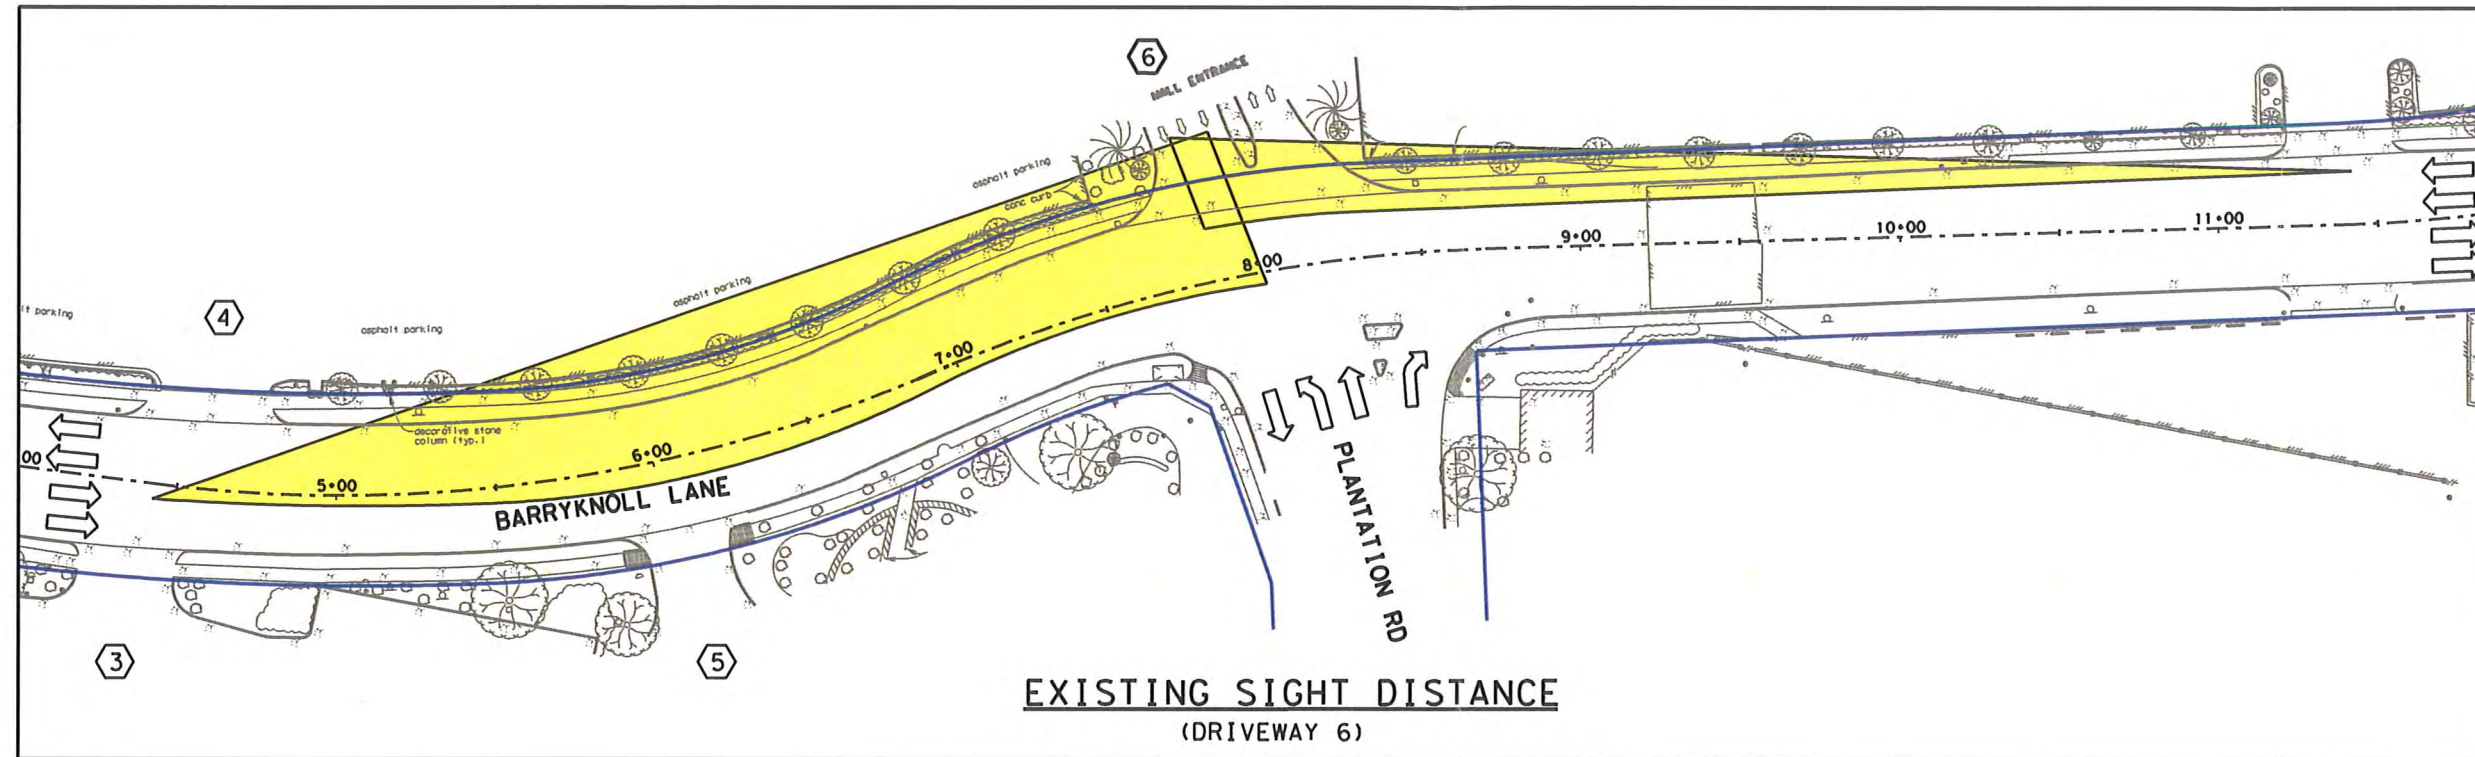 6
MALL ENTRANCE
asphalt parking
conc curb
11+00
10+00
9+00
8+00
asphalt parking
lt parking
4
asphalt parking
7+00
decorative stone
column (typ.)
6+00
00
5+00
BARRYKNOLL LANE
PLANTATION RD
3
5
EXISTING SIGHT DISTANCE
(DRIVEWAY 6)